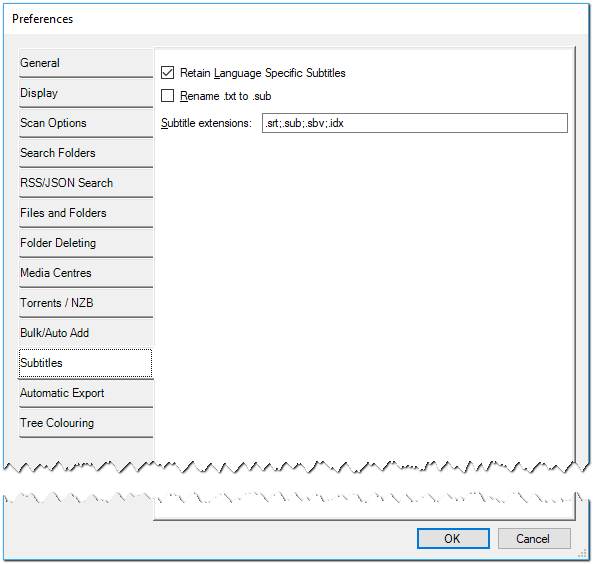 Preferences
General
Display
Scan Options
Search Folders
RSS/JSON Search
Files and Folders
Folder Deleting
Media Centres
Torrents / NZB
Bulk/Auto Add
Subtitles
Automatic Export
Tree Colouring
Retain Language Specific Subtitles
Rename .txt to .sub
Subtitle extensions: .srt;.sub;.sbv;.idx
OK Cancel